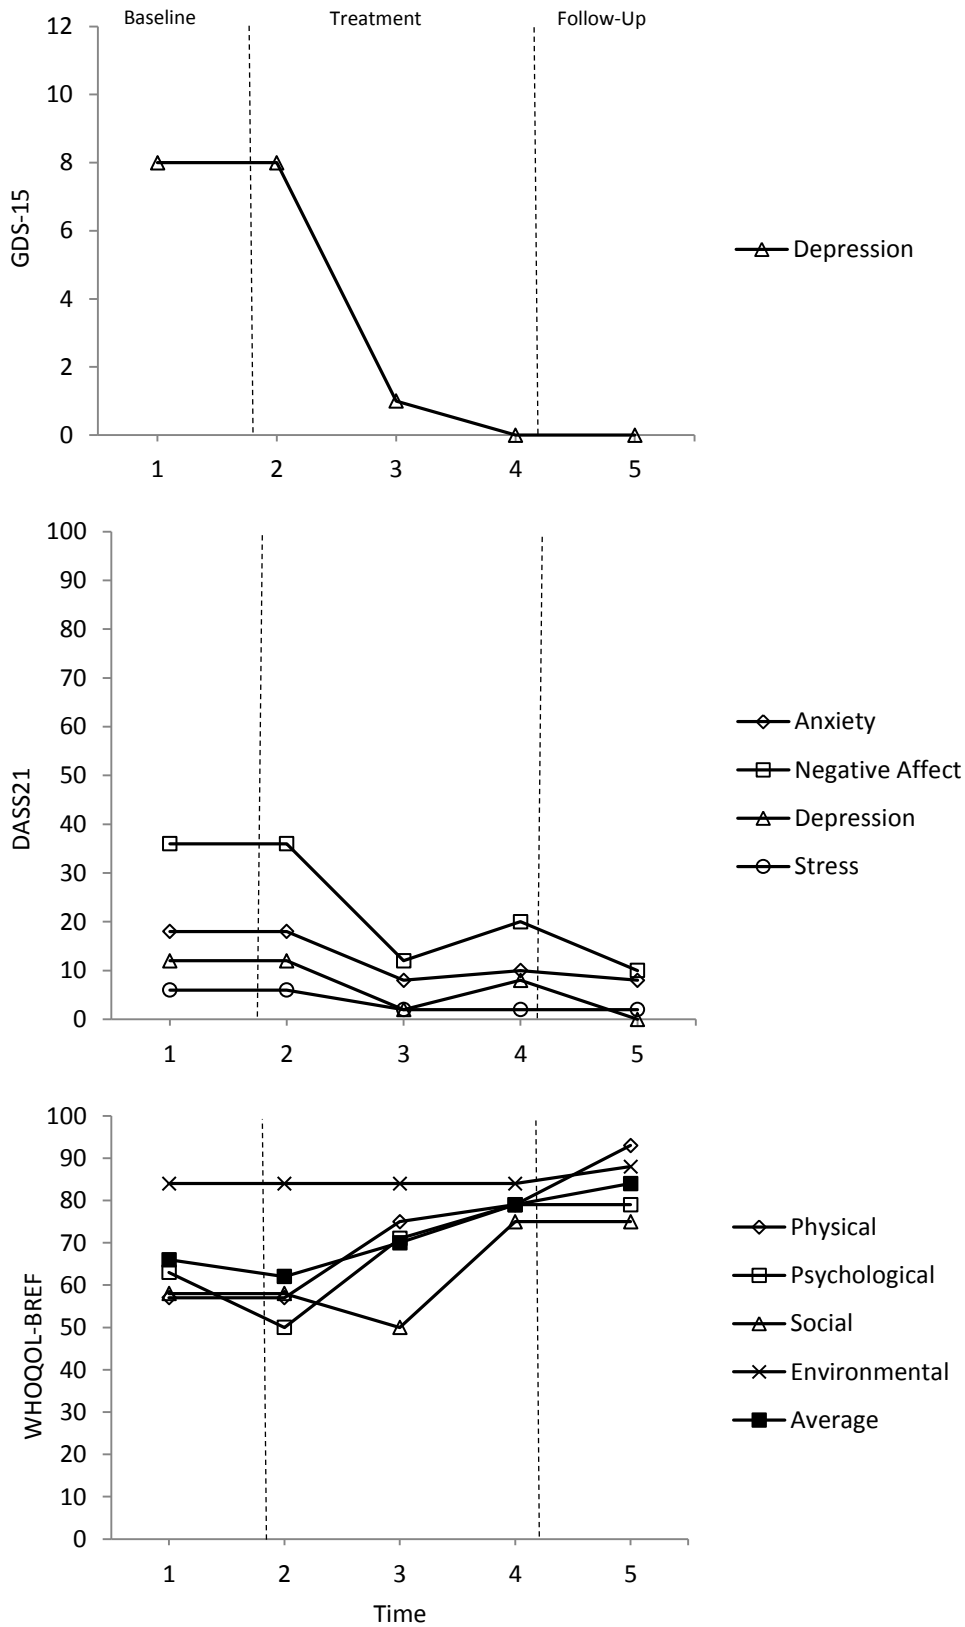 Baseline Treatment Follow-Up
12
10
8
6
4
2
0
GDS-15
1 2 3 4 5
Depression
100
90
80
70
60
50
40
30
20
10
0
DASS21
1 2 3 4 5
Anxiety
Negative Affect
Depression
Stress
100
90
80
70
60
50
40
30
20
10
0
WHOQOL-BREF
1 2 3 4 5
Time
Physical
Psychological
Social
Environmental
Average